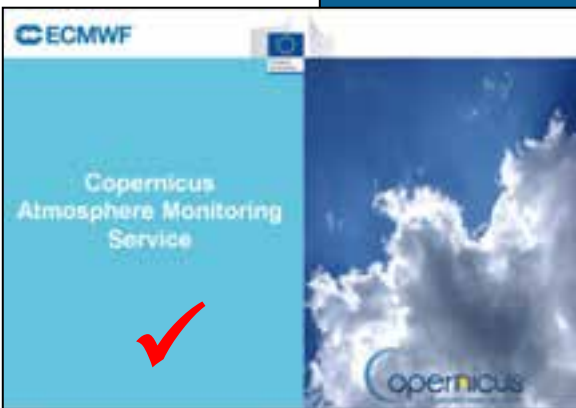 ECMWF
Copernicus
Atmosphere Monitoring
Service
opernicus